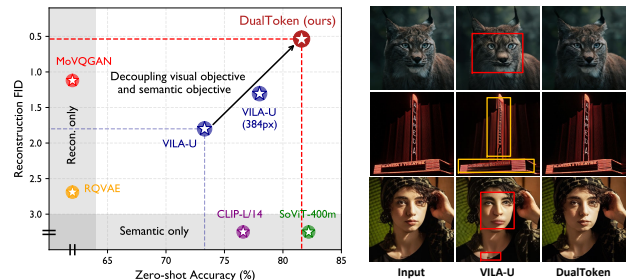 DualToken (ours)
0.5
MoVQGAN
1.0
Decoupling visual objective
and semantic objective
1.5
VILA-U
(384px)
Recon. only
VILA-U
2.0
2.5
RQVAE
3.0
CLIP-L/14
SoViT-400m
Semantic only
Reconstruction FID
65
70
75
80
85
Zero-shot Accuracy (%)
Input
VILA-U
DualToken